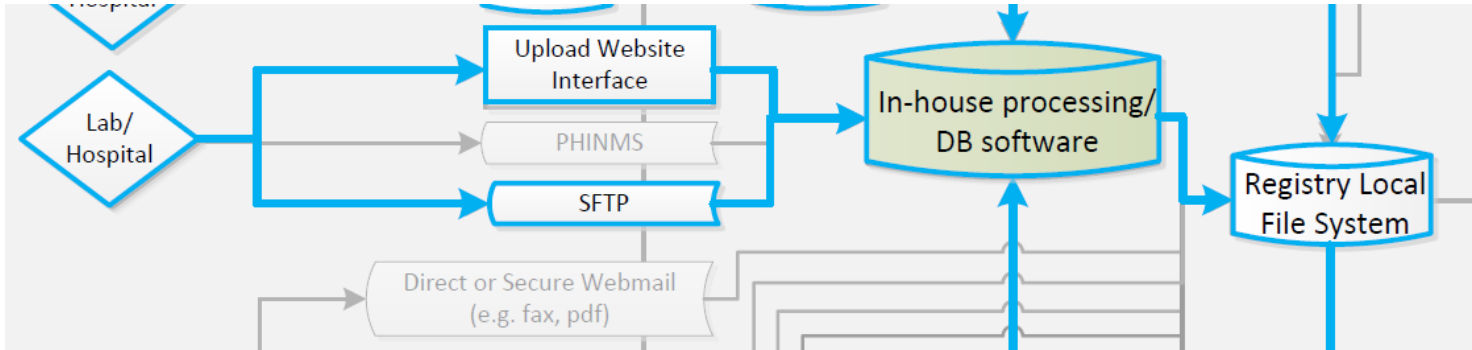 Hospital
Upload Website
Interface
Lab/
Hospital
PHINMS
SFTP
In-house processing/
DB software
Registry Local
File System
Direct or Secure Webmail
(e.g. fax, pdf)